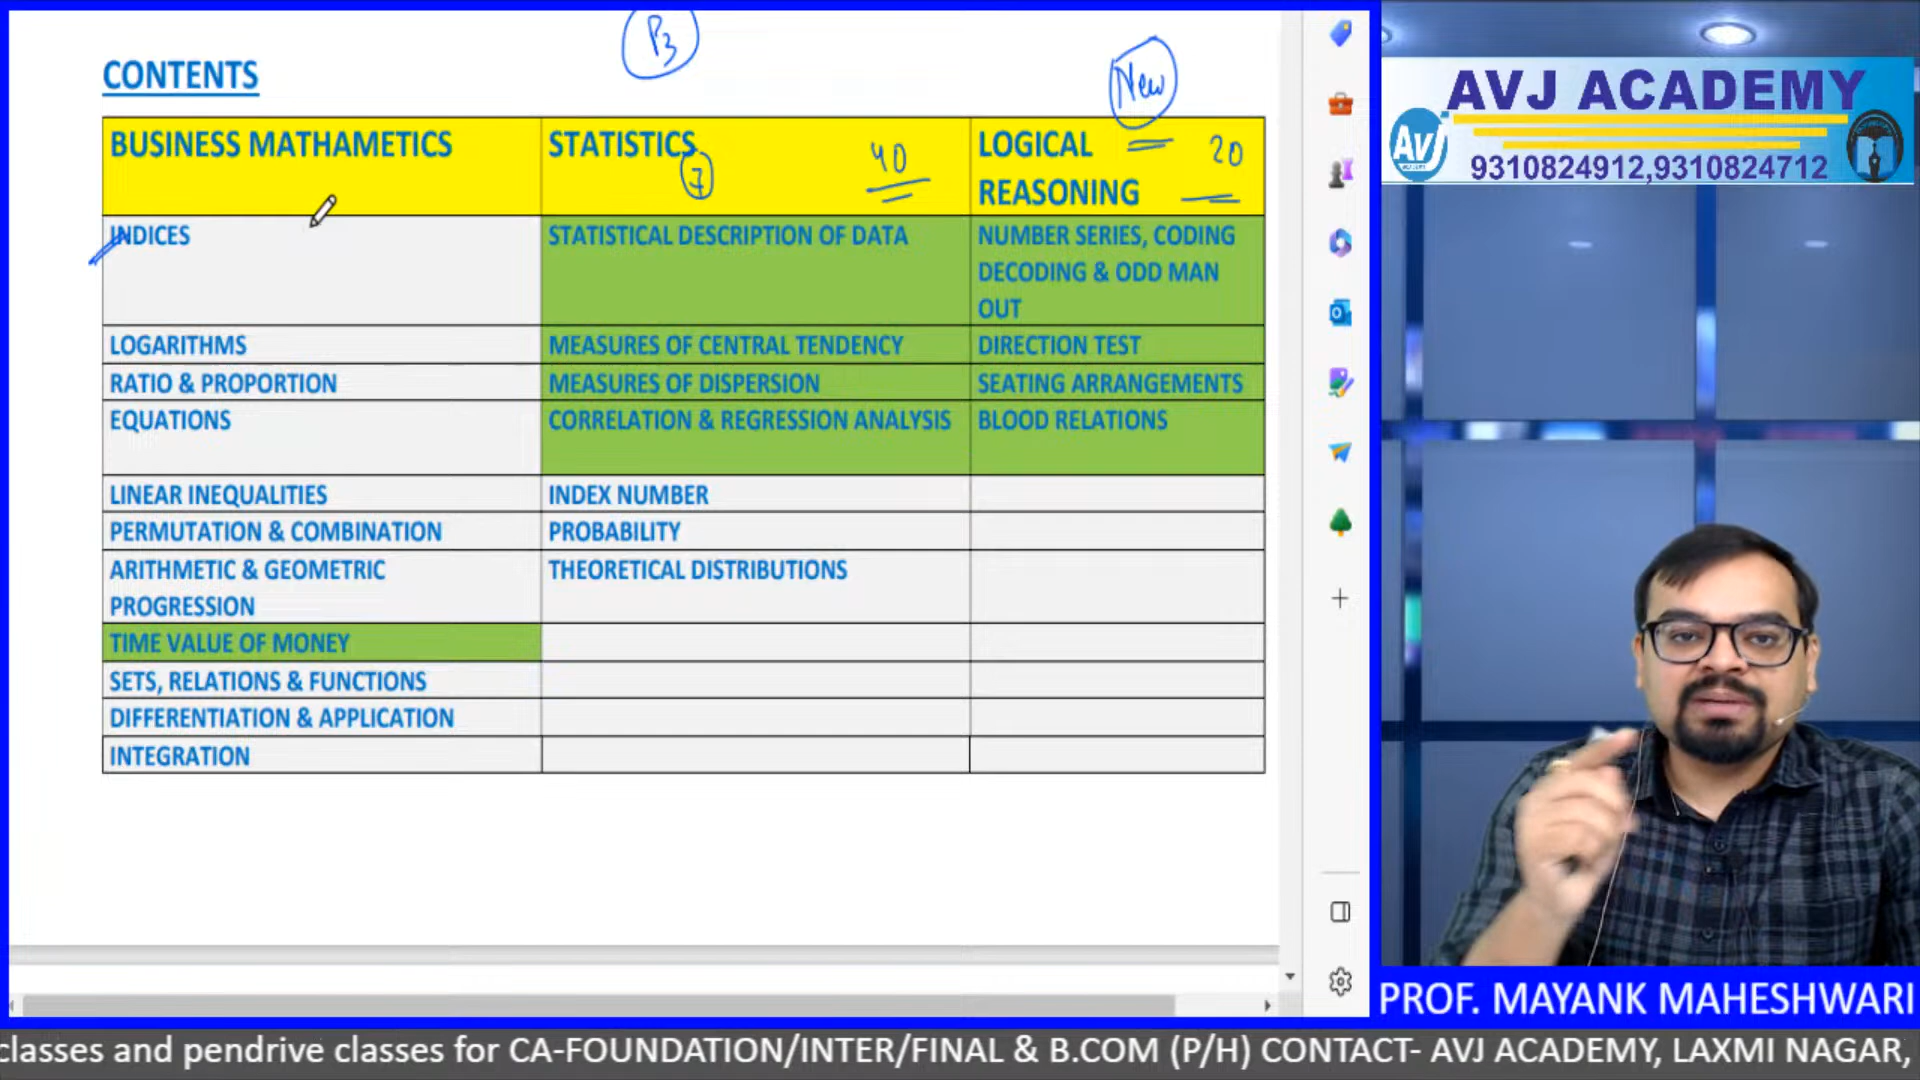 P3
New
CONTENTS
BUSINESS MATHAMETICS
STATISTICS
7
40
LOGICAL
REASONING
20
INDICES
STATISTICAL DESCRIPTION OF DATA
NUMBER SERIES, CODING
DECODING & ODD MAN
OUT
LOGARITHMS
MEASURES OF CENTRAL TENDENCY
DIRECTION TEST
RATIO & PROPORTION
MEASURES OF DISPERSION
SEATING ARRANGEMENTS
EQUATIONS
CORRELATION & REGRESSION ANALYSIS
BLOOD RELATIONS
LINEAR INEQUALITIES
INDEX NUMBER
PERMUTATION & COMBINATION
PROBABILITY
ARITHMETIC & GEOMETRIC
PROGRESSION
THEORETICAL DISTRIBUTIONS
TIME VALUE OF MONEY
SETS, RELATIONS & FUNCTIONS
DIFFERENTIATION & APPLICATION
INTEGRATION
AVJ ACADEMY
AVJ
9310824912,9310824712
PROF. MAYANK MAHESHWARI
classes and pendrive classes for CA-FOUNDATION/INTER/FINAL & B.COM (P/H) CONTACT- AVJ ACADEMY, LAXMI NAGAR,